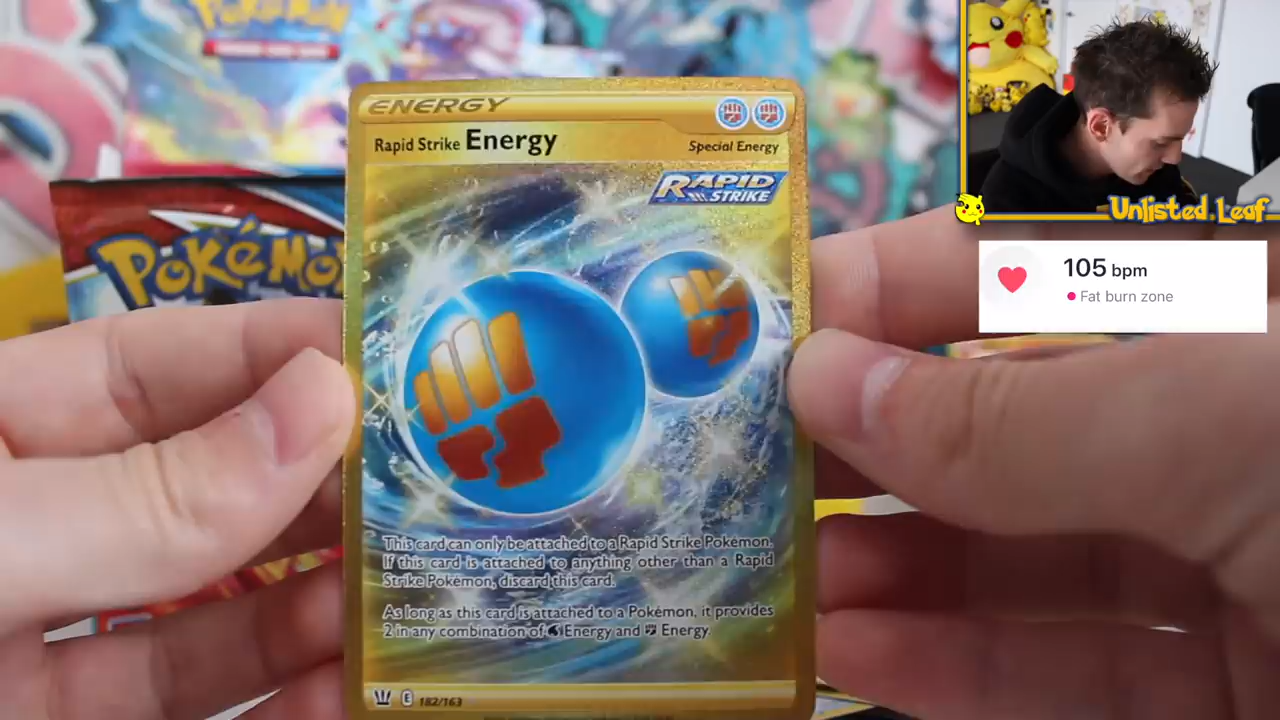 ENERGY
Rapid Strike Energy
Special Energy
RAPID
STRIKE
This card can only be attached to a Rapid Strike Pokémon.
If this card is attached to anything other than a Rapid
Strike Pokémon, discard this card.
As long as this card is attached to a Pokémon, it provides
2 in any combination of Energy and Energy.
E 182/163
Pokémon
Unlisted Leaf
105 bpm
Fat burn zone